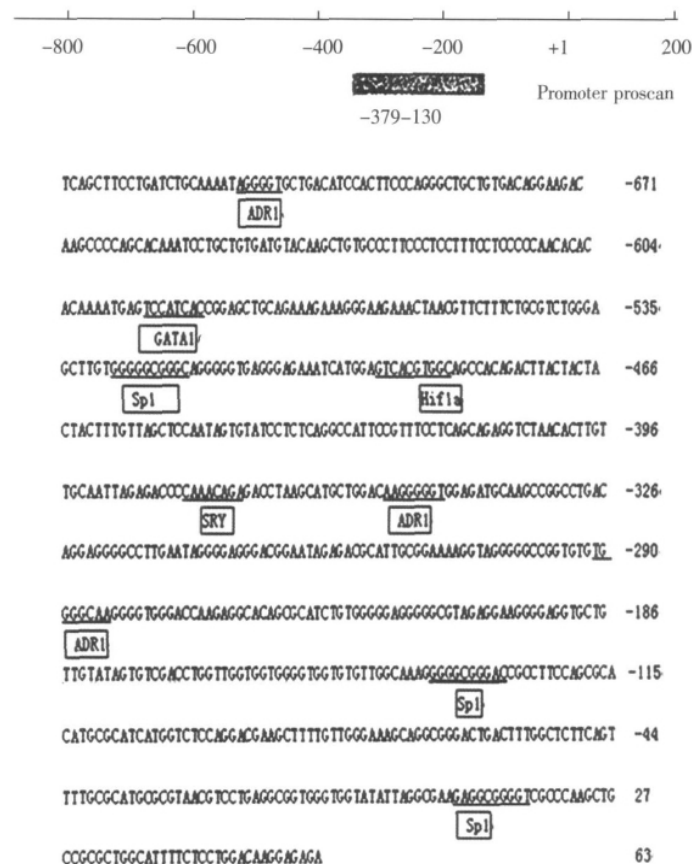 -800 -600 -400 -200 +1 200
Promoter proscan
-379-130
TCAGCTTCCTGATCTGCAAAATAGGGGTGCTGACATCCACTTCCCAGGGCTGCTGTGACAGGAAGAC -671
ADR1
AAGCCCCAGCACAAATCCTGCTGTGATGTACAAGCTGTGCCCTTCCCTCCTTTCCTCCCCCAACACAC -604
ACAAAATGAGTCCATCACCGGAGCTGCAGAAAGAAAGGGAAGAAACTAACGTTCTTTCTGCGTCTGGGA -535
GATA1
GCTTGTGGGGGCGGGCAGGGGGTGAGGGAGAAATCATGGAGTCACGTGGCAGCCACAGACTTACTACTA -466
Sp1 Hif1a
CTACTTTGTTAGCTCCAATAGTGTATCCTCTCAGGCCATTCCGTTTCCTCAGCAGAGGTCTAACACTTGT -396
TGCAATTAGAGACCCCAAACAGAGACCTAAGCATGCTGGACAAGGGGGTGGAGATGCAAGCCGGCCTGAC -326
SRY ADR1
AGGAGGGGCCTTGAATAGGGGAGGGACGGAATAGAGACGCATTGCGGAAAAGGTAGGGGGCCGGTGTGTG -290
GGGCAAGGGGTGGGACCAAGAGGCACAGCGCATCTGTGGGGGAGGGGGCGTAGAGGAAGGGGAGGTGCTG -186
ADR1
TTGTATAGTGTCGACCTGGTTGGTGGTGGGGTGGTGTGTTGGCAAAGGGGGCGGGACCGCCTTCCAGCGCA -115
Sp1
CATGCGCATCATGGTCTCCAGGACGAAGCTTTTGTTGGGAAAGCAGGCGGGACTGACTTTGGCTCTTCAGT -44
TTTGCGCATGCGCGTAACGTCCTGAGGCGGTGGGTGGTATATTAGGCGAAGAGGCGGGGTCGCCCAAGCTG 27
Sp1
CCGCGCTGGCATTTTCTCCTGGACAAGGAGAGA 63